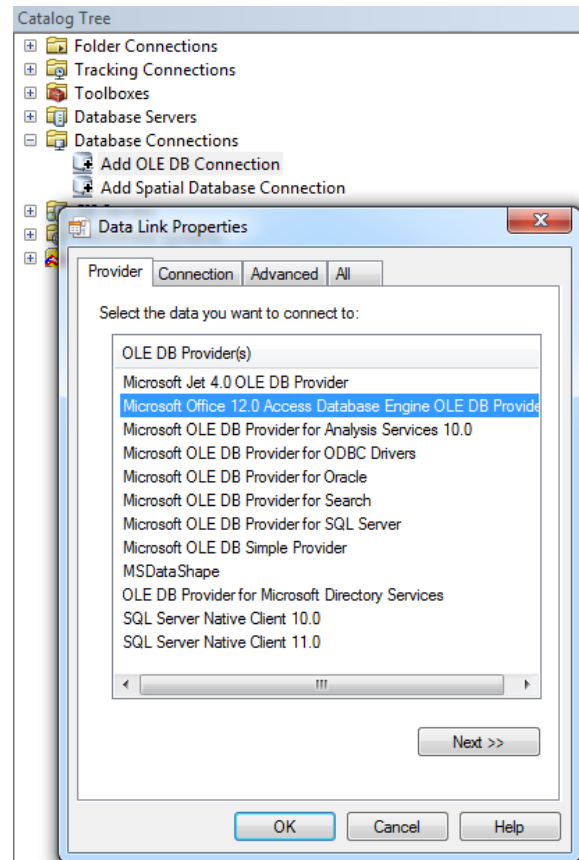 Catalog Tree
Folder Connections
Tracking Connections
Toolboxes
Database Servers
Database Connections
Add OLE DB Connection
Add Spatial Database Connection
Data Link Properties
Provider Connection Advanced All
Select the data you want to connect to:
OLE DB Provider(s)
Microsoft Jet 4.0 OLE DB Provider
Microsoft Office 12.0 Access Database Engine OLE DB Provide
Microsoft OLE DB Provider for Analysis Services 10.0
Microsoft OLE DB Provider for ODBC Drivers
Microsoft OLE DB Provider for Oracle
Microsoft OLE DB Provider for Search
Microsoft OLE DB Provider for SQL Server
Microsoft OLE DB Simple Provider
MSDataShape
OLE DB Provider for Microsoft Directory Services
SQL Server Native Client 10.0
SQL Server Native Client 11.0
Next >>
OK Cancel Help